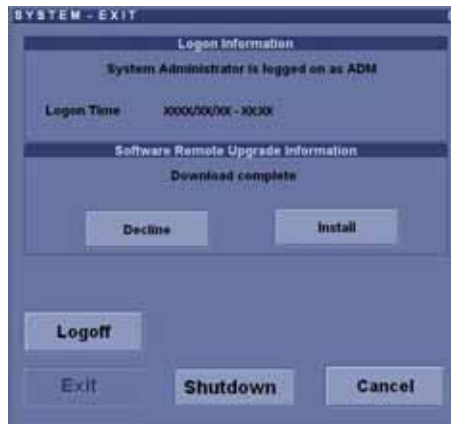 SYSTEM - EXIT
Logon Information
System Administrator is logged on as ADM
Logon Time XXXX/XX/XX - XX:XX
Software Remote Upgrade Information
Download complete
Decline Install
Logoff
Exit Shutdown Cancel